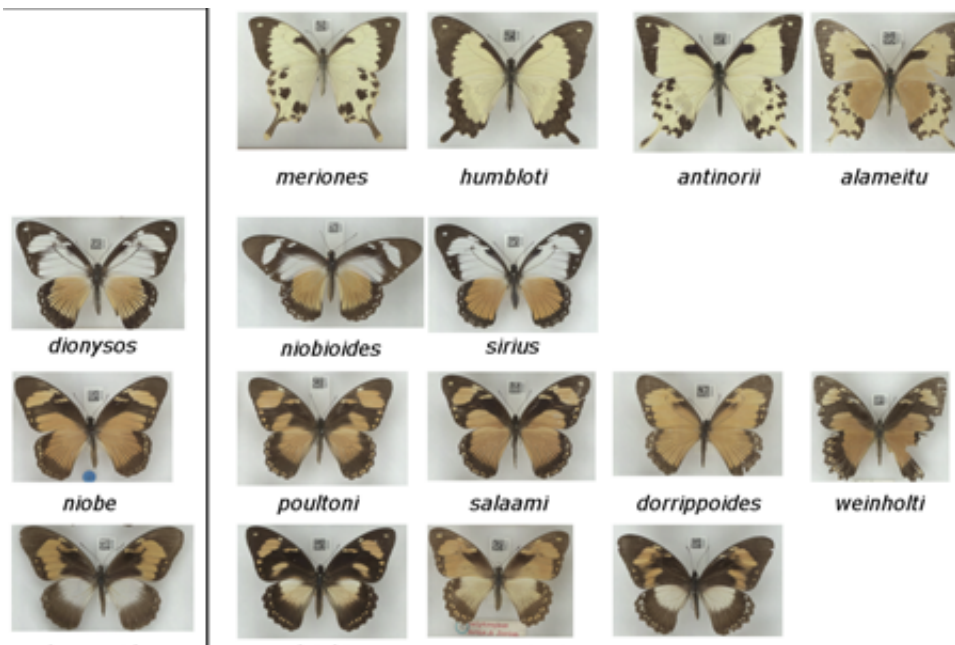 meriones humbloti antinorii alameitu
dionysos niobioides sirius
niobe poultoni salaami dorrippoides weinholti